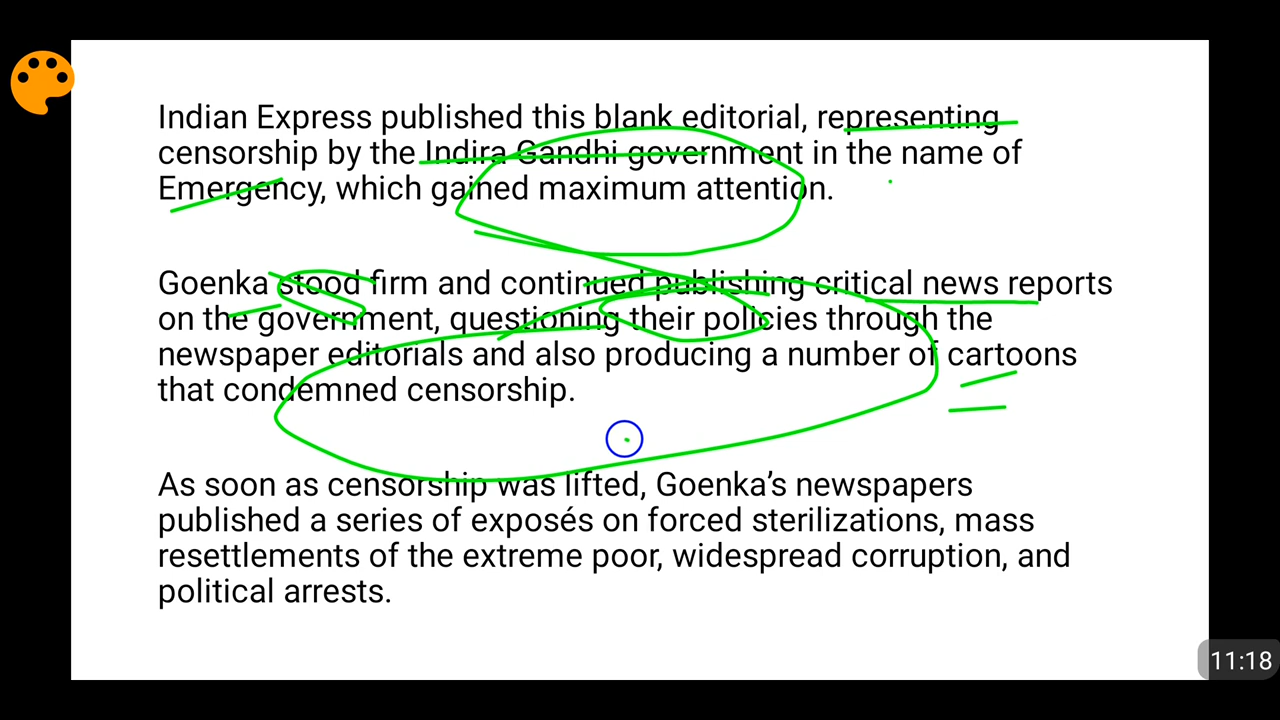 Indian Express published this blank editorial, representing
censorship by the Indira Gandhi government in the name of
Emergency, which gained maximum attention.
Goenka stood firm and continued publishing critical news reports
on the government, questioning their policies through the
newspaper editorials and also producing a number of cartoons
that condemned censorship.
As soon as censorship was lifted, Goenka’s newspapers
published a series of exposés on forced sterilizations, mass
resettlements of the extreme poor, widespread corruption, and
political arrests.
11:18